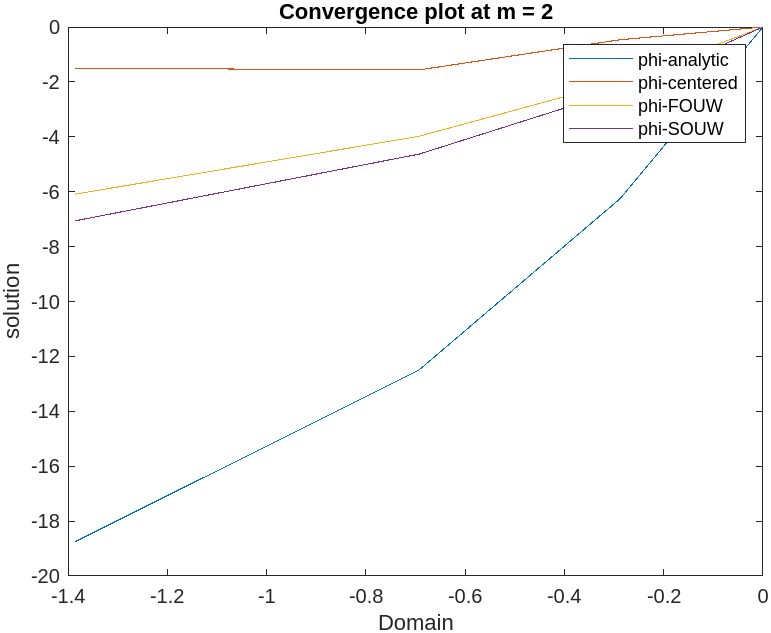 Convergence plot at m = 2
0
-2
-4
-6
-8
-10
-12
-14
-16
-18
-20
solution
phi-analytic
phi-centered
phi-FOUW
phi-SOUW
-1.4
-1.2
-1
-0.8
-0.6
-0.4
-0.2
0
Domain